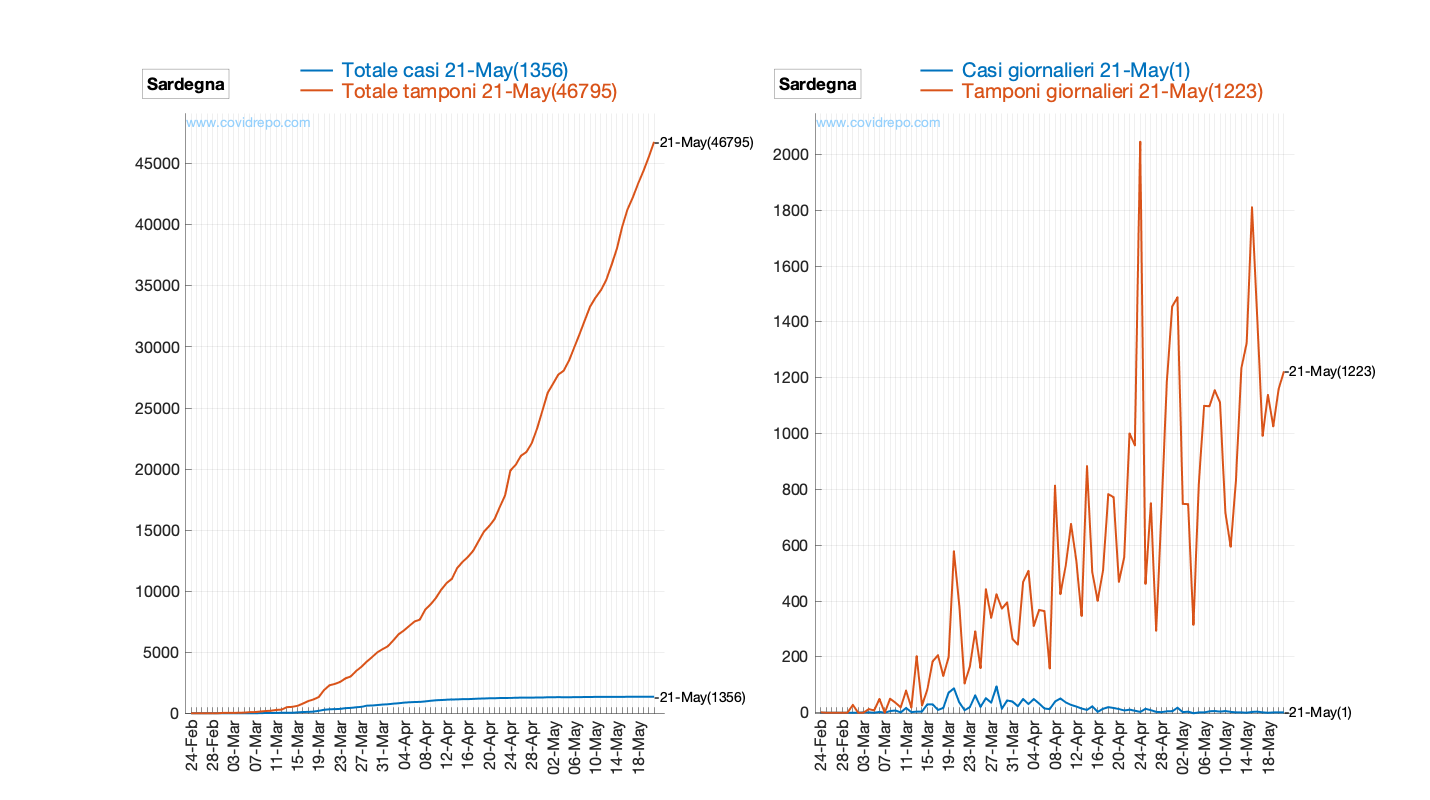 Sardegna
Totale casi 21-May(1356)
Totale tamponi 21-May(46795)
www.covidrepo.com
21-May(46795)
45000
40000
35000
30000
25000
20000
15000
10000
5000
0
21-May(1356)
24-Feb
28-Feb
03-Mar
07-Mar
11-Mar
15-Mar
19-Mar
23-Mar
27-Mar
31-Mar
04-Apr
08-Apr
12-Apr
16-Apr
20-Apr
24-Apr
28-Apr
02-May
06-May
10-May
14-May
18-May
Sardegna
Casi giornalieri 21-May(1)
Tamponi giornalieri 21-May(1223)
www.covidrepo.com
2000
1800
1600
1400
1200
21-May(1223)
1000
800
600
400
200
0
21-May(1)
24-Feb
28-Feb
03-Mar
07-Mar
11-Mar
15-Mar
19-Mar
23-Mar
27-Mar
31-Mar
04-Apr
08-Apr
12-Apr
16-Apr
20-Apr
24-Apr
28-Apr
02-May
06-May
10-May
14-May
18-May